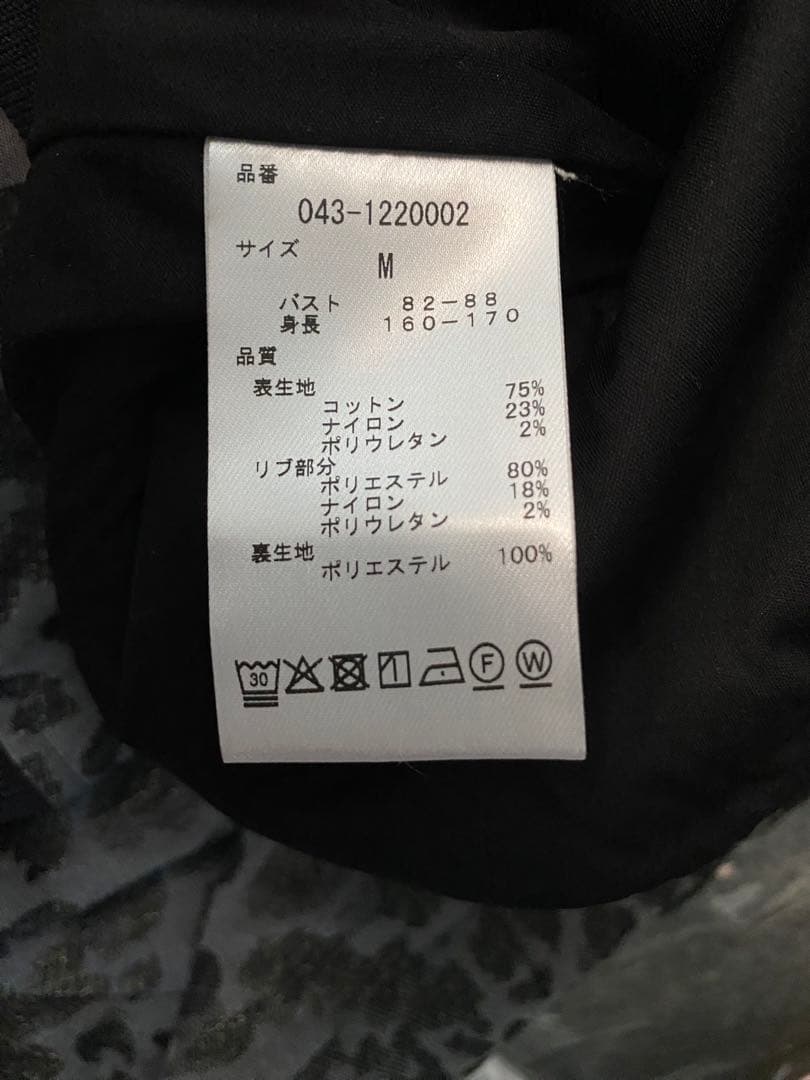 品番
043-1220002
サイズ
M
バスト 82-88
身長 160-170
品質
表生地
コットン 75%
ナイロン 23%
ポリウレタン 2%
リブ部分
ポリエステル 80%
ナイロン 18%
ポリウレタン 2%
裏生地
ポリエステル 100%
30 F W